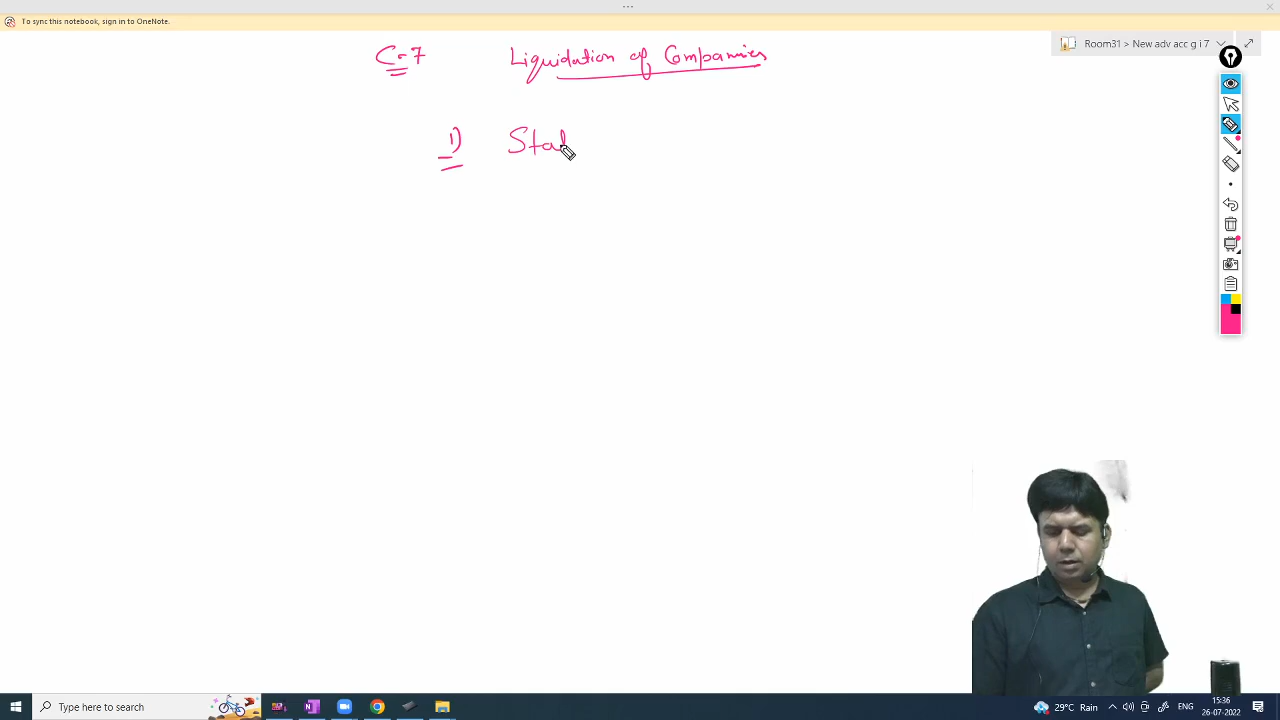 ...
To sync this notebook, sign in to OneNote.
C-7 Liquidation of Companies
Room31 - New adv acc g i 7
1) Sta
Type here to search
29°C Rain
ENG
15:36
26-07-2022